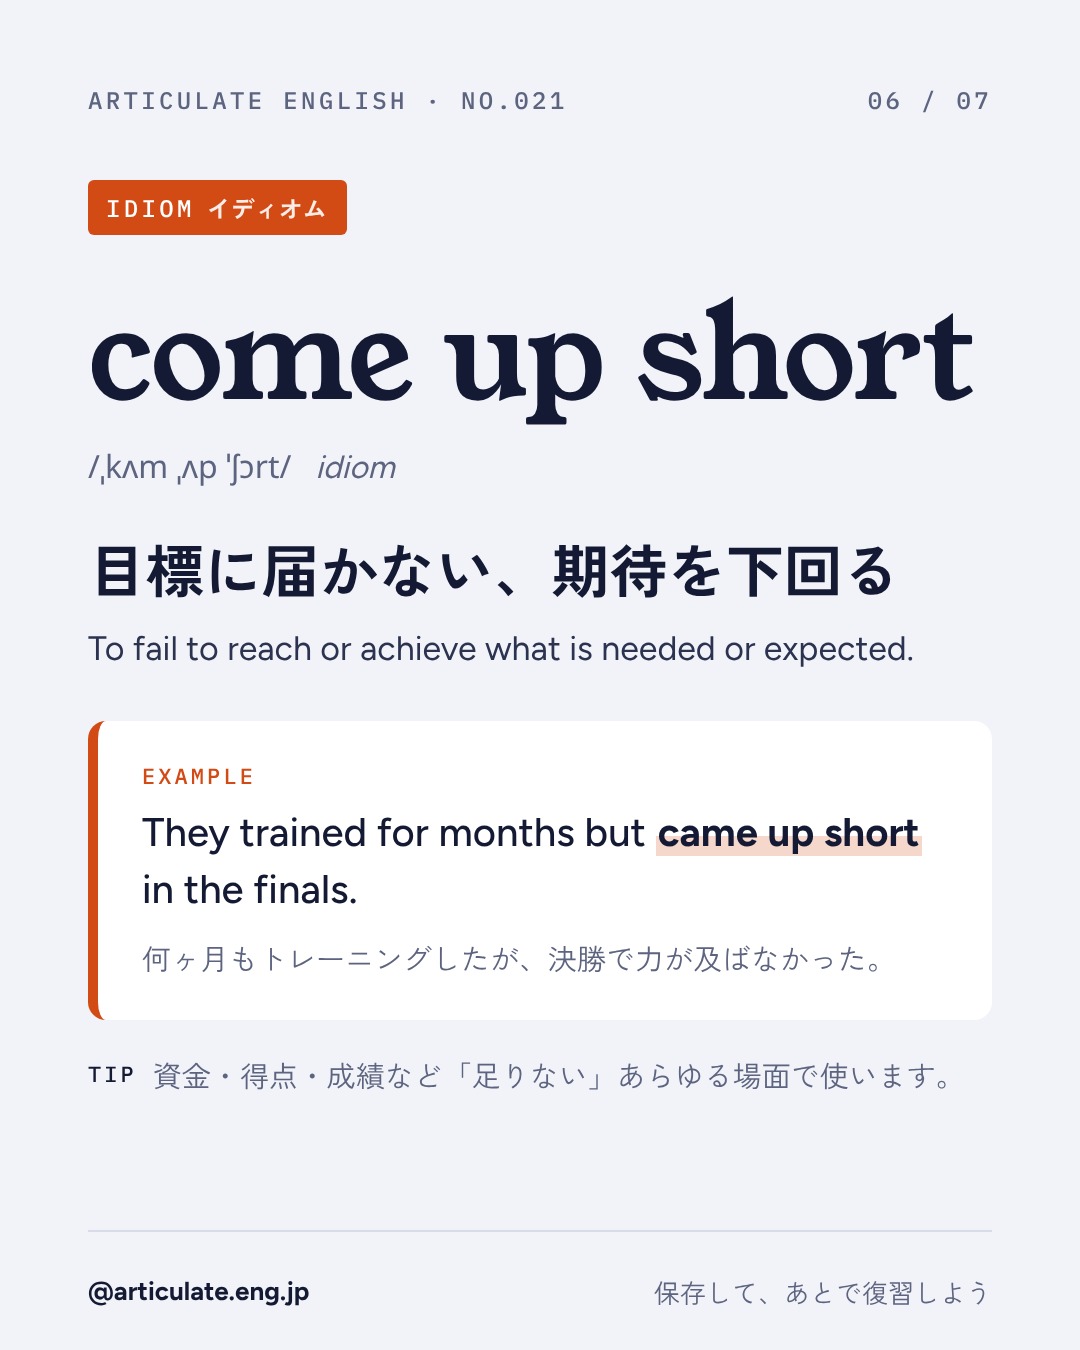 ARTICULATE ENGLISH · NO.021
06 / 07
IDIOM イディオム
come up short
/ˌkʌm ˌʌp ˈʃɔrt/ idiom
目標に届かない、期待を下回る
To fail to reach or achieve what is needed or expected.
EXAMPLE
They trained for months but came up short
in the finals.
何ヶ月もトレーニングしたが、決勝で力が及ばなかった。
TIP 資金・得点・成績など「足りない」あらゆる場面で使います。
@articulate.eng.jp
保存して、あとで復習しよう